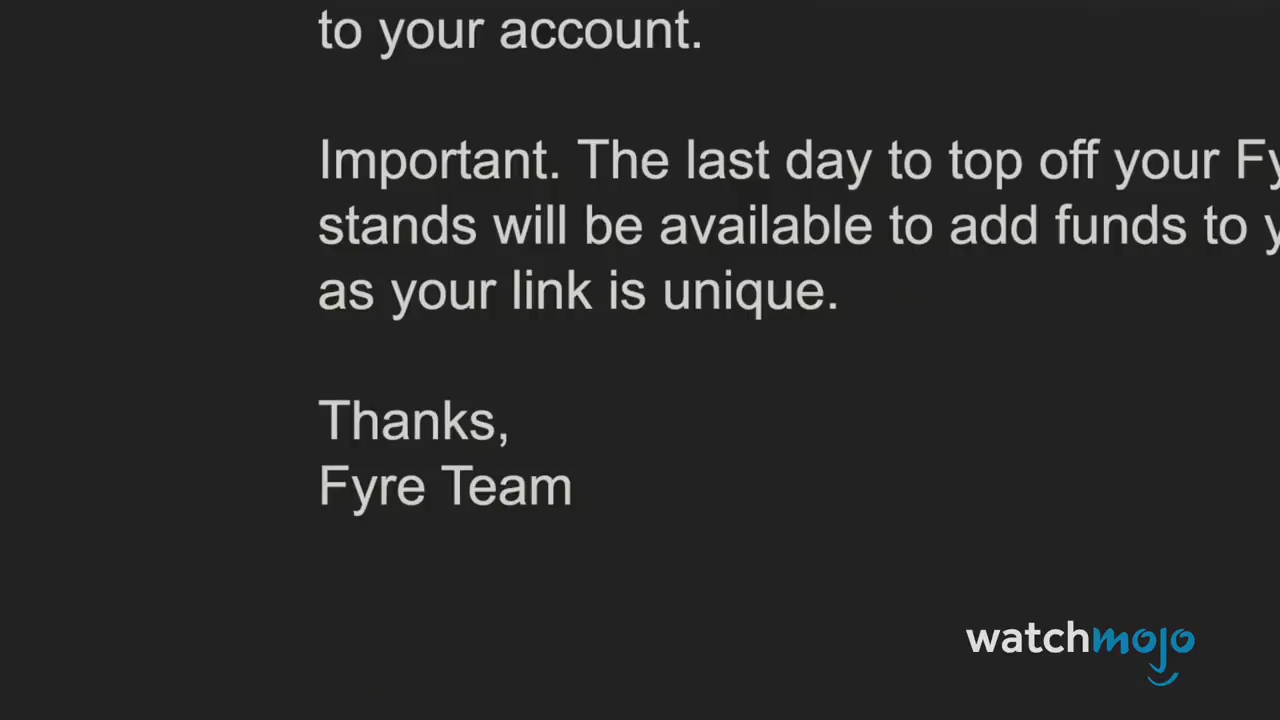 to your account.
Important. The last day to top off your
stands will be available to add funds to
as your link is unique.
Thanks,
Fyre Team
watchmojo